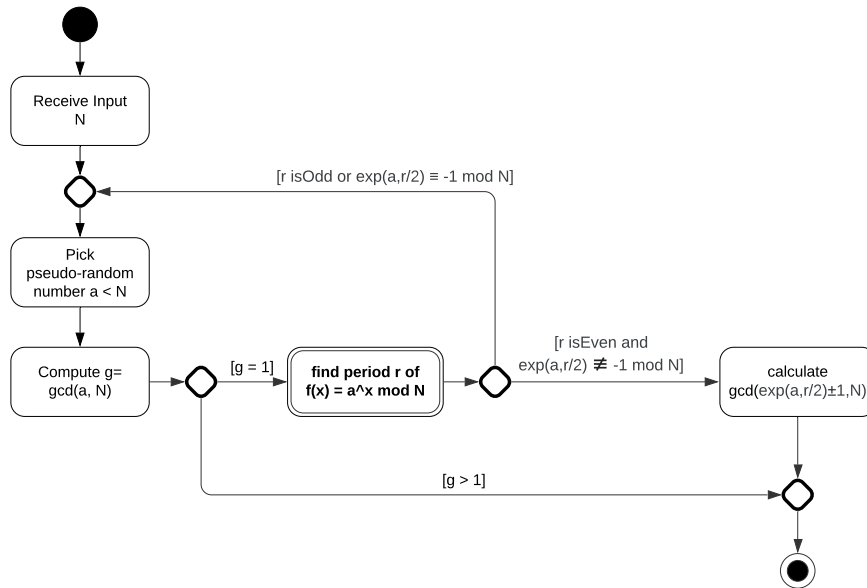 Receive Input
N
[r isOdd or exp(a,r/2) ≡ -1 mod N]
Pick
pseudo-random
number a < N
Compute g=
gcd(a, N)
[g = 1]
find period r of
f(x) = a^x mod N
[r isEven and
exp(a,r/2) ≢ -1 mod N]
calculate
gcd(exp(a,r/2)±1,N)
[g > 1]